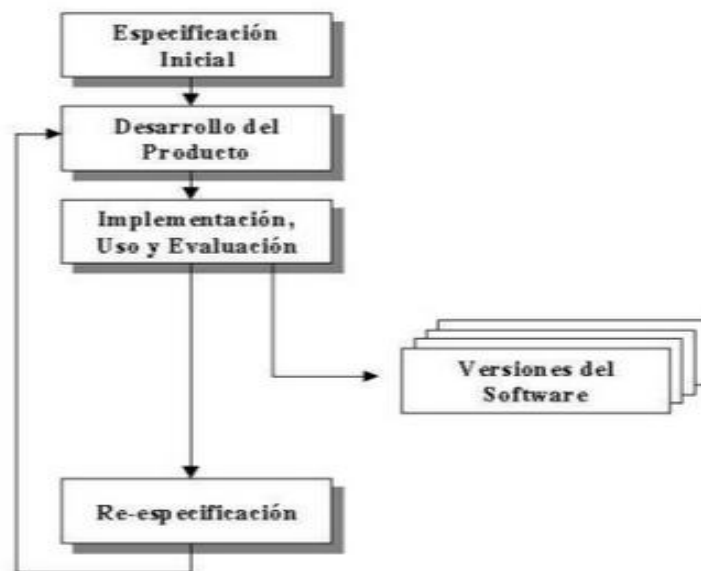 Especificación
Inicial
Desarrollo del
Producto
Implementación,
Uso y Evaluación
Versiones del
Software
Re-especificación